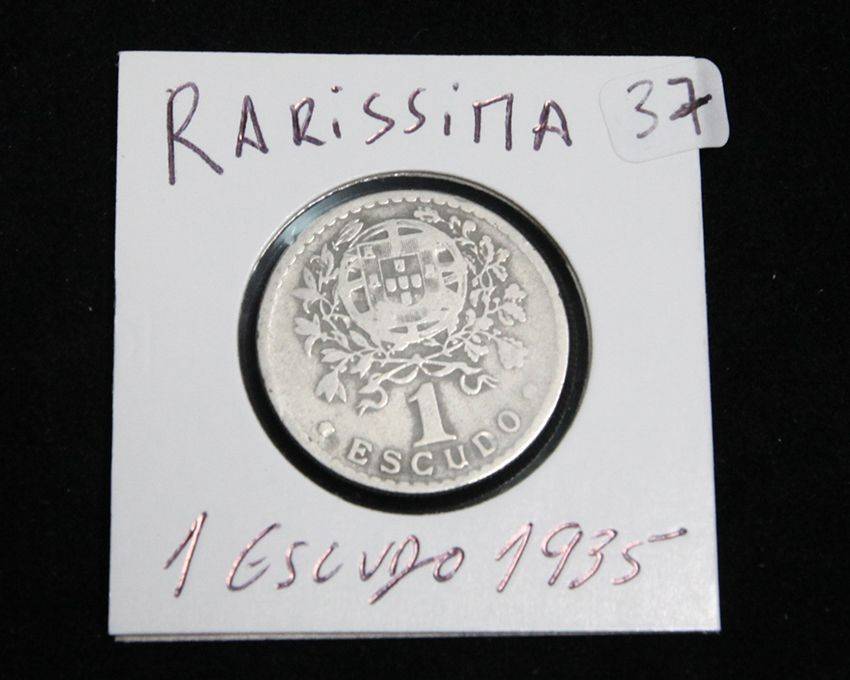 RARiSSiMA
37
1
ESCUDO
1 ESCUDO 1935